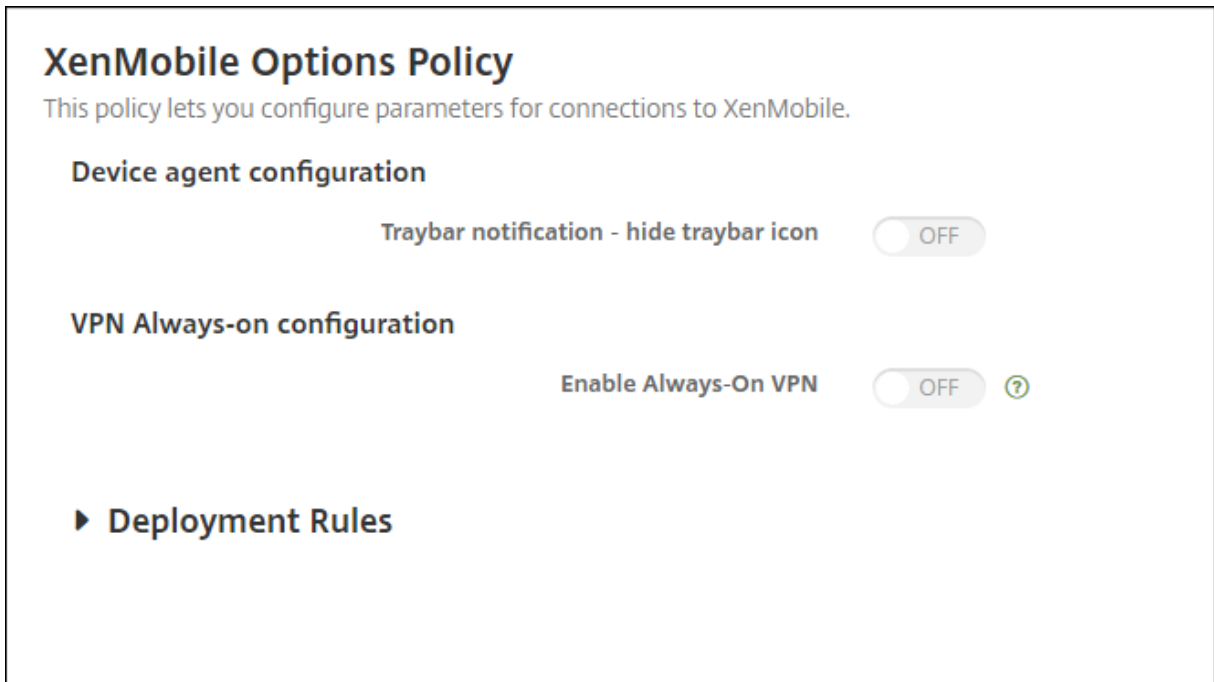 XenMobile Options Policy
This policy lets you configure parameters for connections to XenMobile.
Device agent configuration
Traybar notification - hide traybar icon OFF
VPN Always-on configuration
Enable Always-On VPN OFF ?
Deployment Rules